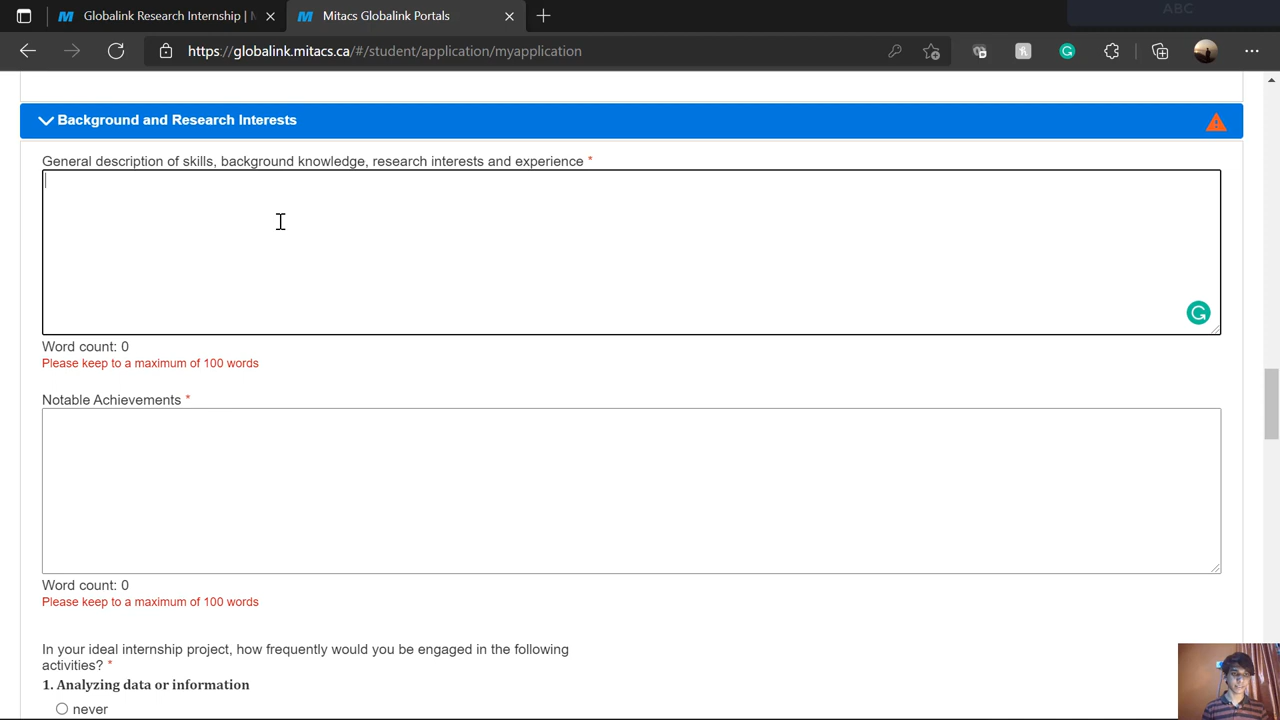 ABC
Globalink Research Internship | M
Mitacs Globalink Portals
https://globalink.mitacs.ca/#/student/application/myapplication
Background and Research Interests
General description of skills, background knowledge, research interests and experience *
Word count: 0
Please keep to a maximum of 100 words
Notable Achievements *
Word count: 0
Please keep to a maximum of 100 words
In your ideal internship project, how frequently would you be engaged in the following
activities? *
1. Analyzing data or information
never